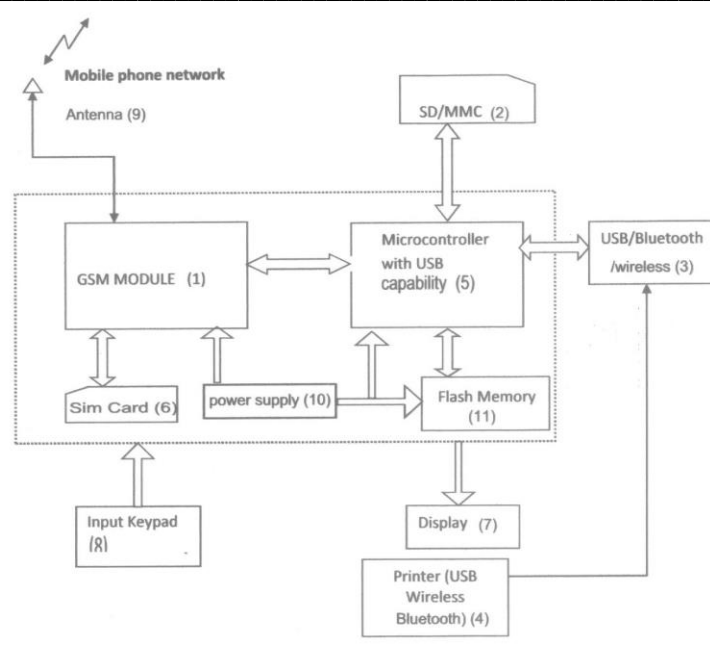 Mobile phone network
Antenna (9)
SD/MMC (2)
GSM MODULE (1)
Microcontroller
with USB
capability (5)
USB/Bluetooth
/wireless (3)
Sim Card (6)
power supply (10)
Flash Memory
(11)
Input Keypad
(8)
Display (7)
Printer (USB
Wireless
Bluetooth) (4)